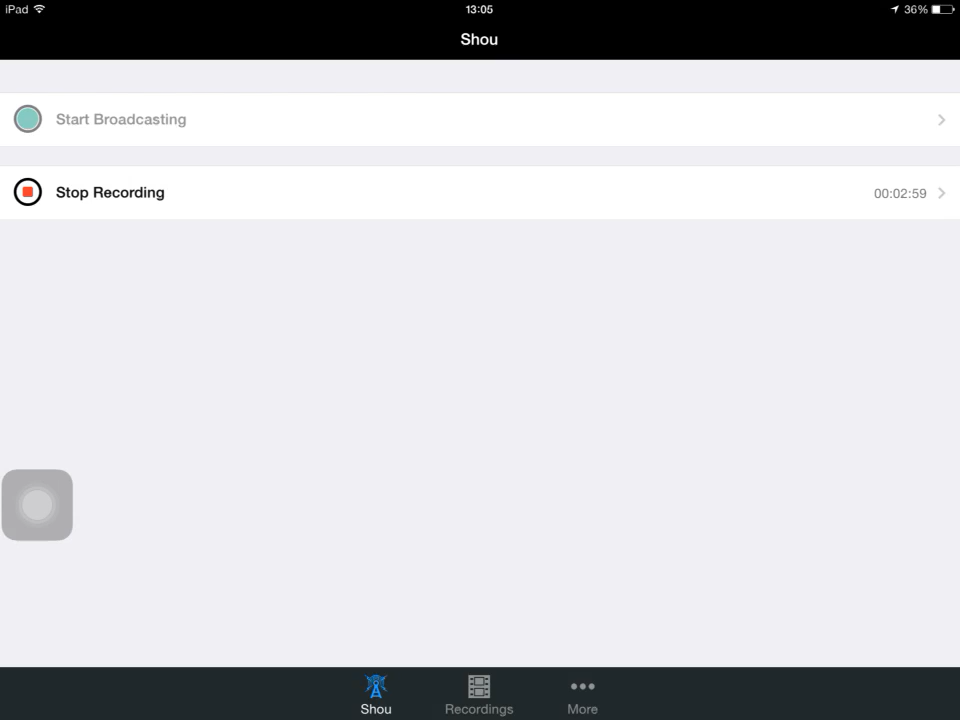 iPad 13:05 36%
Shou
Start Broadcasting
Stop Recording 00:02:59
Shou Recordings More